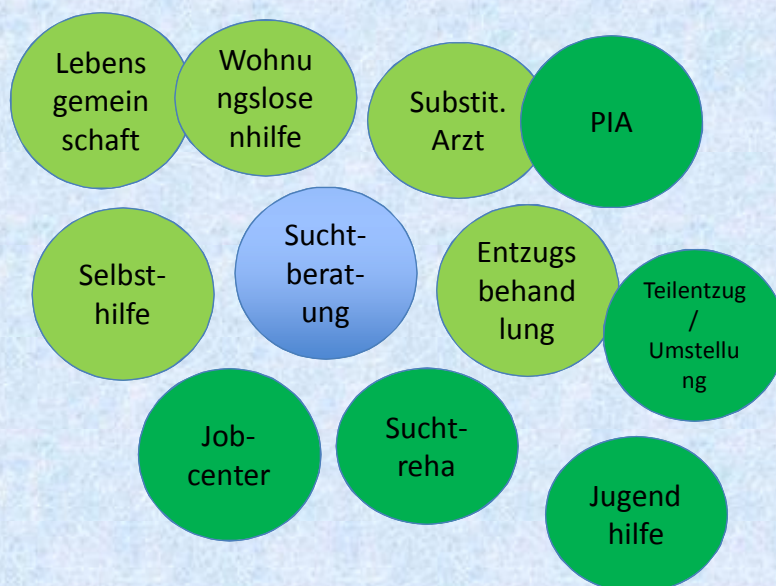 Lebens
gemein
schaft
Wohnu
ngslose
nhilfe
Substit.
Arzt
PIA
Selbst-
hilfe
Sucht-
berat-
ung
Entzugs
behand
lung
Teilentzug
/
Umstellu
ng
Job-
center
Sucht-
reha
Jugend
hilfe